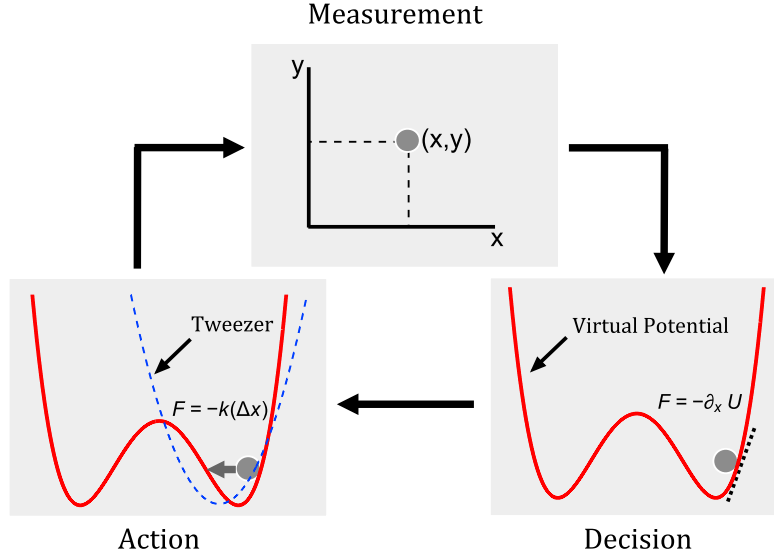 Measurement
y
(x,y)
x
Tweezer
F = −k(Δx)
Action
Virtual Potential
F = −∂ₓ U
Decision